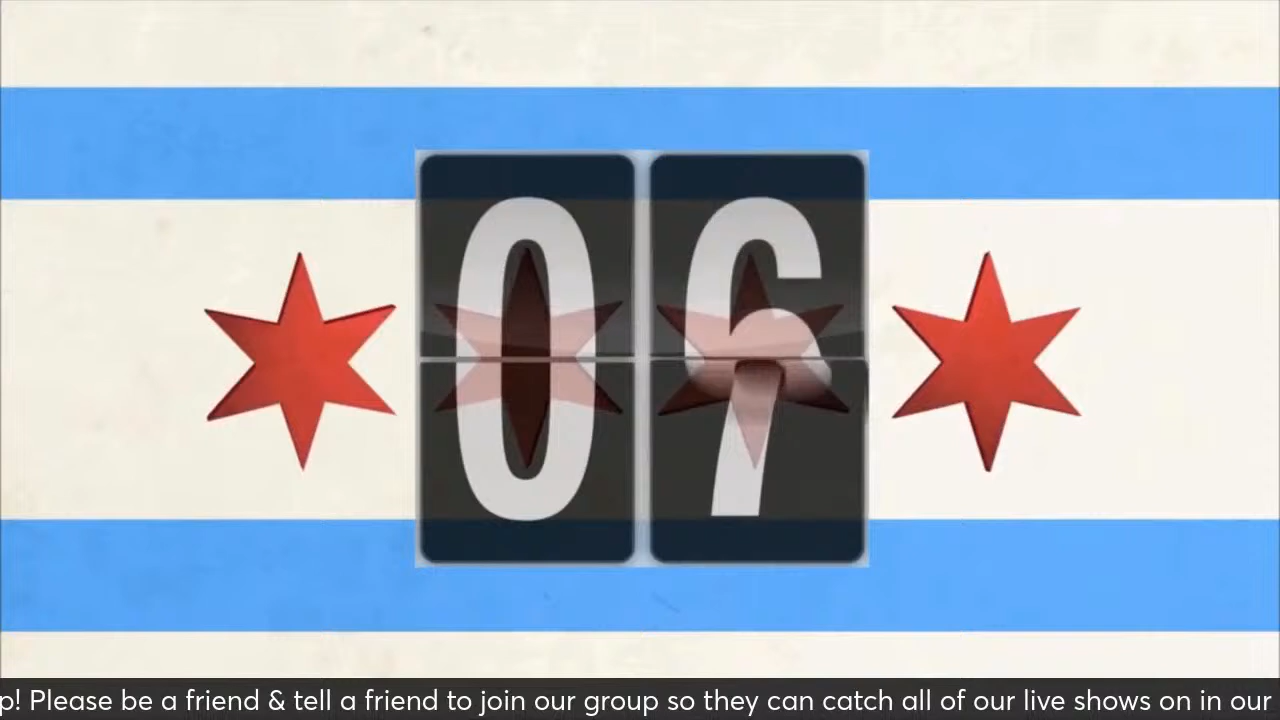 06
p! Please be a friend & tell a friend to join our group so they can catch all of our live shows on in our